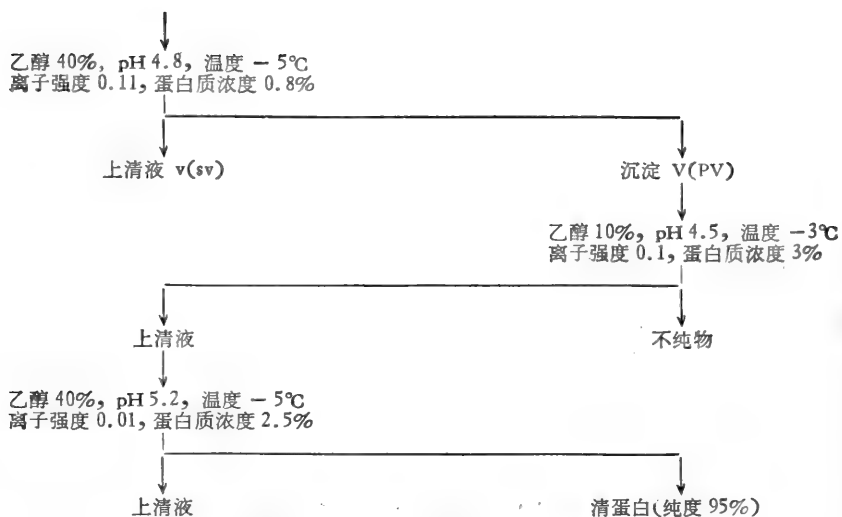 乙醇 40%, pH 4.8, 温度 - 5℃
离子强度 0.11, 蛋白质浓度 0.8%
上清液 v(sv)
沉淀 V(PV)
乙醇 10%, pH 4.5, 温度 -3℃
离子强度 0.1, 蛋白质浓度 3%
上清液
不纯物
乙醇 40%, pH 5.2, 温度 - 5℃
离子强度 0.01, 蛋白质浓度 2.5%
上清液
清蛋白(纯度 95%)